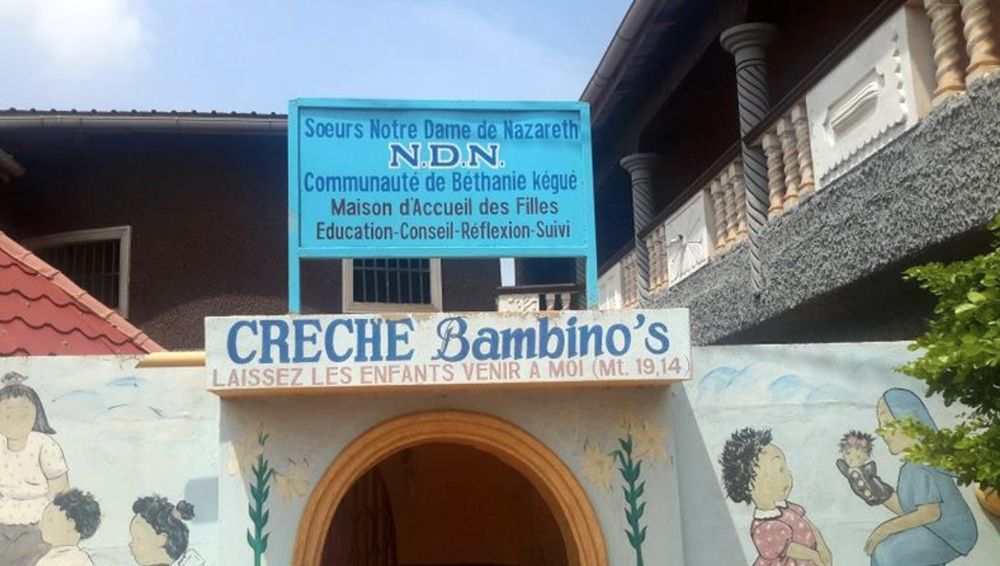 Soeurs Notre Dame de Nazareth
N.D.N.
Communauté de Béthanie kégué
Maison d'Accueil des Filles
Education-Conseil-Réflexion-Suivi
CRECHE Bambino's
LAISSEZ LES ENFANTS VENIR A MOI (Mt. 19,14)